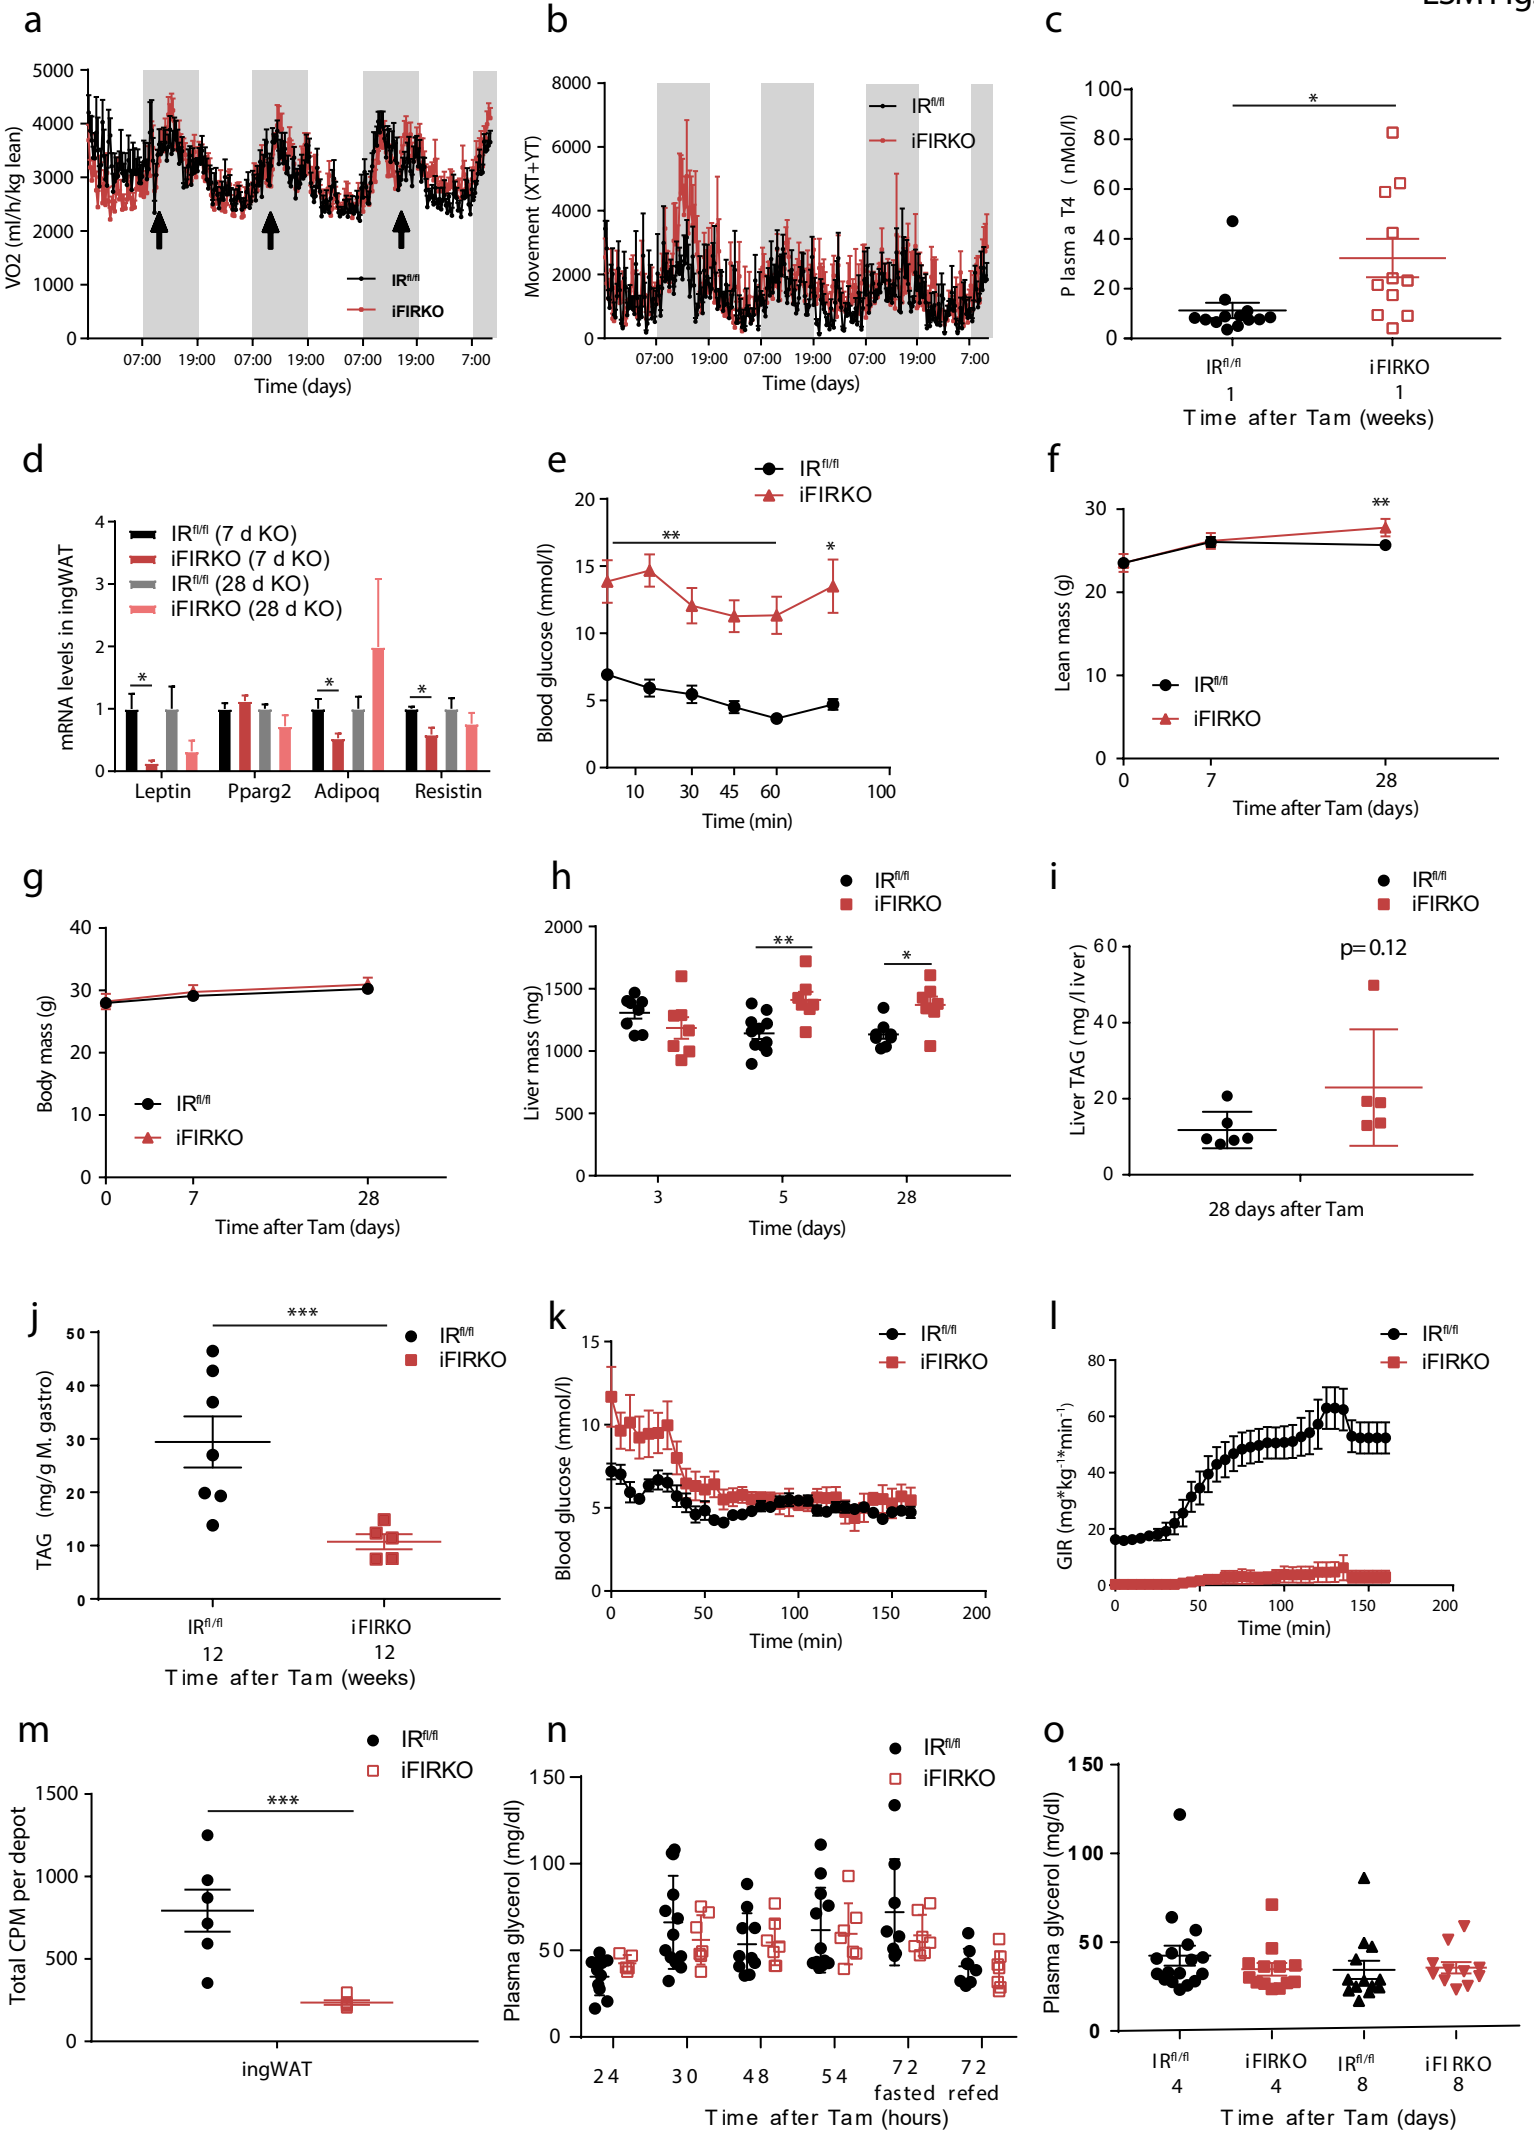 a
5000
4000
3000
2000
1000
0
VO2 (ml/h/kg lean)
IRfl/fl
iFIRKO
07:00 19:00 07:00 19:00 07:00 19:00 7:00
Time (days)
b
8000
6000
4000
2000
0
Movement (XT+YT)
IRfl/fl
iFIRKO
07:00 19:00 07:00 19:00 07:00 19:00 7:00
Time (days)
c
100
80
60
40
20
0
P lasm a T4 ( nMol/l)
*
IRfl/fl iFIRKO
1 1
Time after Tam (weeks)
d
4
3
2
1
0
mRNA levels in ingWAT
IRfl/fl (7 d KO)
iFIRKO (7 d KO)
IRfl/fl (28 d KO)
iFIRKO (28 d KO)
* * *
Leptin Pparg2 Adipoq Resistin
e
IRfl/fl
iFIRKO
20
15
10
5
0
Blood glucose (mmol/l)
** *
10 30 45 60 100
Time (min)
f
30
20
10
0
Lean mass (g)
**
IRfl/fl
iFIRKO
0 7 28
Time after Tam (days)
g
40
30
20
10
0
Body mass (g)
IRfl/fl
iFIRKO
0 7 28
Time after Tam (days)
h
IRfl/fl
iFIRKO
2000
1500
1000
500
0
Liver mass (mg)
** *
3 5 28
Time (days)
i
IRfl/fl
iFIRKO
60
40
20
0
Liver TAG (mg/liver)
p=0.12
28 days after Tam
j
***
IRfl/fl
iFIRKO
50
40
30
20
10
0
TAG (mg/g M. gastro)
IRfl/fl iFIRKO
12 12
Time after Tam (weeks)
k
IRfl/fl
iFIRKO
15
10
5
0
Blood glucose (mmol/l)
0 50 100 150 200
Time (min)
l
IRfl/fl
iFIRKO
80
60
40
20
0
GIR (mg*kg-1*min-1)
0 50 100 150 200
Time (min)
m
IRfl/fl
iFIRKO
1500
1000
500
0
Total CPM per depot
***
ingWAT
n
IRfl/fl
iFIRKO
150
100
50
0
Plasma glycerol (mg/dl)
24 30 48 54 72 72
fasted refed
Time after Tam (hours)
o
150
100
50
0
Plasma glycerol (mg/dl)
IRfl/fl iFIRKO IRfl/fl iFIRKO
4 4 8 8
Time after Tam (days)